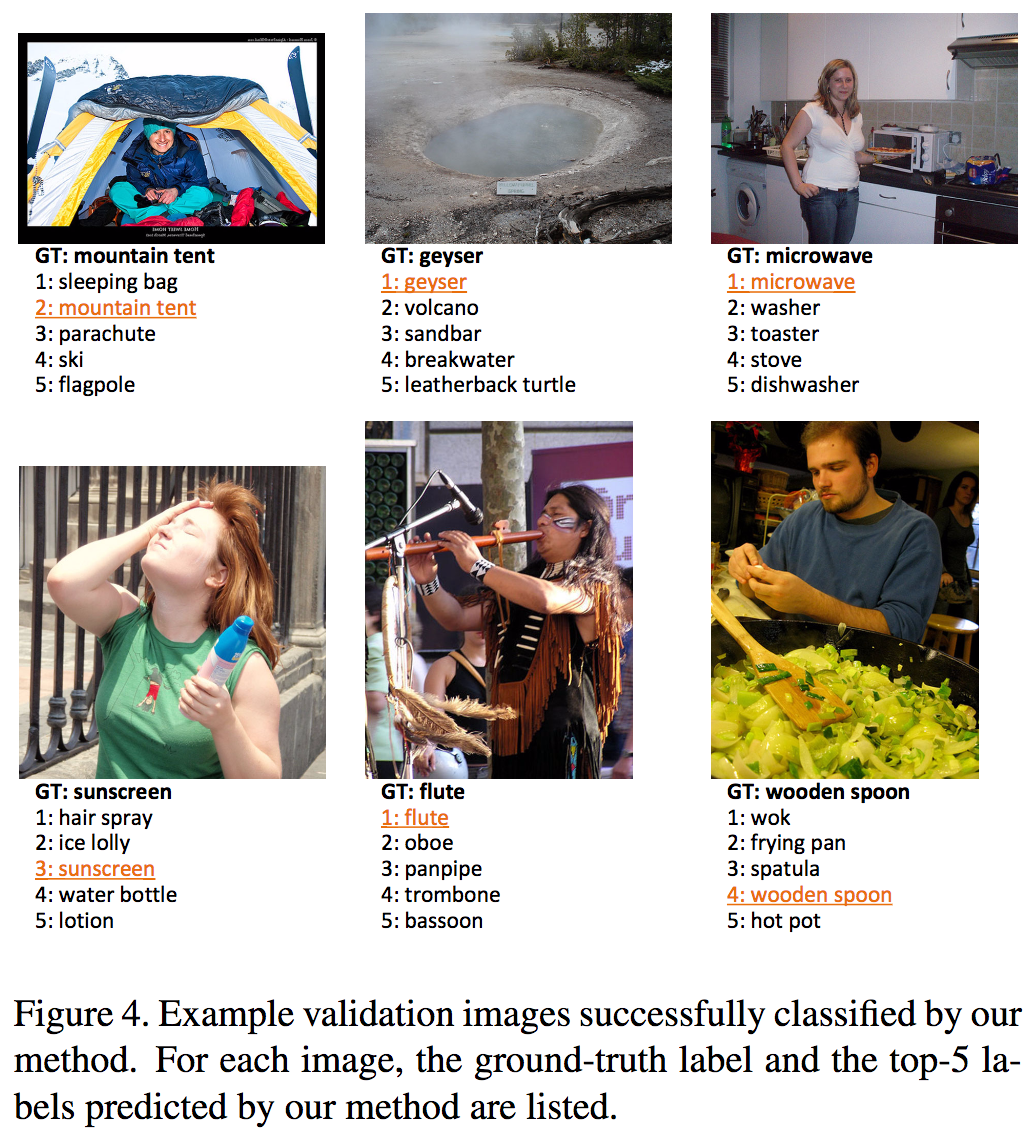 HOME SWEET HOME
GT: mountain tent
1: sleeping bag
2: mountain tent
3: parachute
4: ski
5: flagpole
GT: geyser
1: geyser
2: volcano
3: sandbar
4: breakwater
5: leatherback turtle
GT: microwave
1: microwave
2: washer
3: toaster
4: stove
5: dishwasher
GT: sunscreen
1: hair spray
2: ice lolly
3: sunscreen
4: water bottle
5: lotion
GT: flute
1: flute
2: oboe
3: panpipe
4: trombone
5: bassoon
GT: wooden spoon
1: wok
2: frying pan
3: spatula
4: wooden spoon
5: hot pot
Figure 4. Example validation images successfully classified by our
method. For each image, the ground-truth label and the top-5 la-
bels predicted by our method are listed.